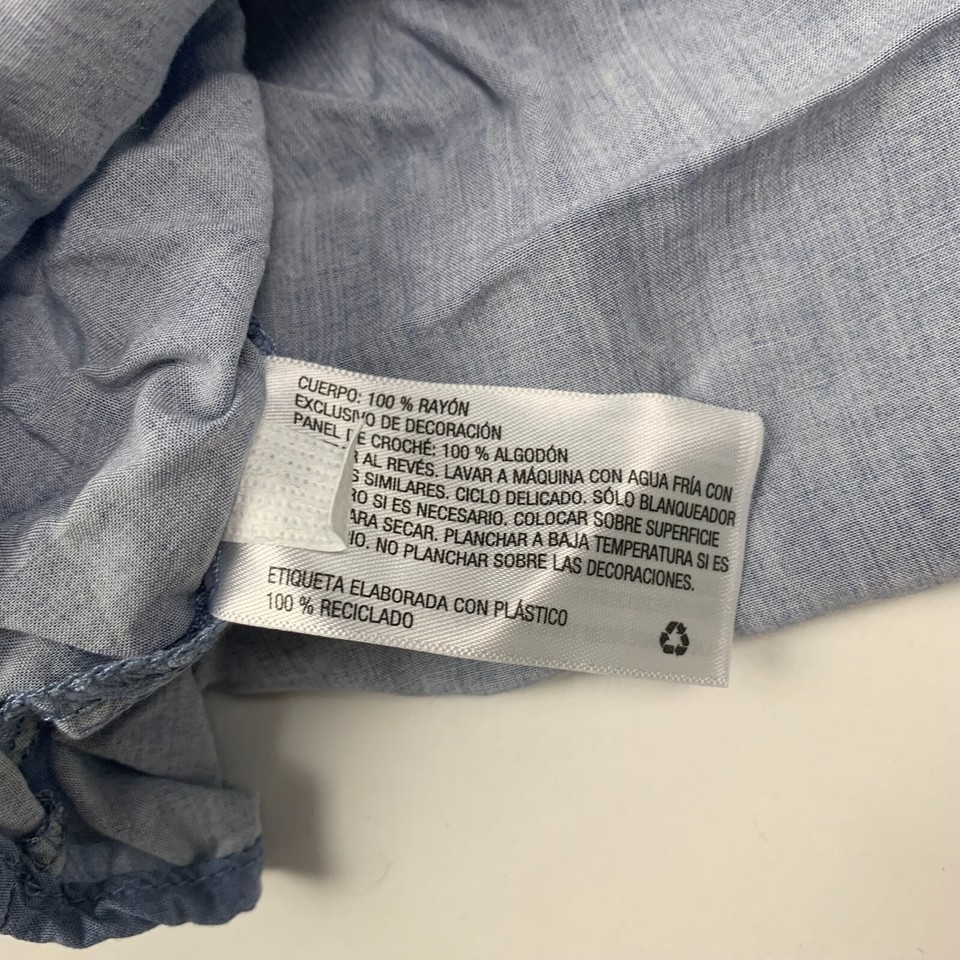 CUERPO: 100 % RAYÓN
EXCLUSIVO DE DECORACIÓN
PANEL DE CROCHÉ: 100 % ALGODÓN
AL REVÉS. LAVAR A MÁQUINA CON AGUA FRÍA CON
SIMILARES. CICLO DELICADO. SÓLO BLANQUEADOR
SI ES NECESARIO. COLOCAR SOBRE SUPERFICIE
SECAR. PLANCHAR A BAJA TEMPERATURA SI ES
NO PLANCHAR SOBRE LAS DECORACIONES.
ETIQUETA ELABORADA CON PLÁSTICO
100 % RECICLADO